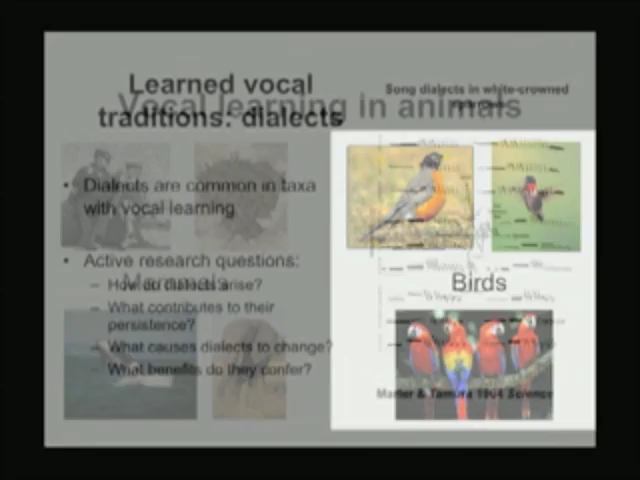 Vocal learning in animals
Learned vocal
traditions: dialects
Song dialects in white-crowned
• Dialects are common in taxa
with vocal learning
• Active research questions:
– How do dialects arise?
– What contributes to their
persistence?
– What causes dialects to change?
– What benefits do they confer?
Mammals
Birds
Marler & Tamura 1964 Science